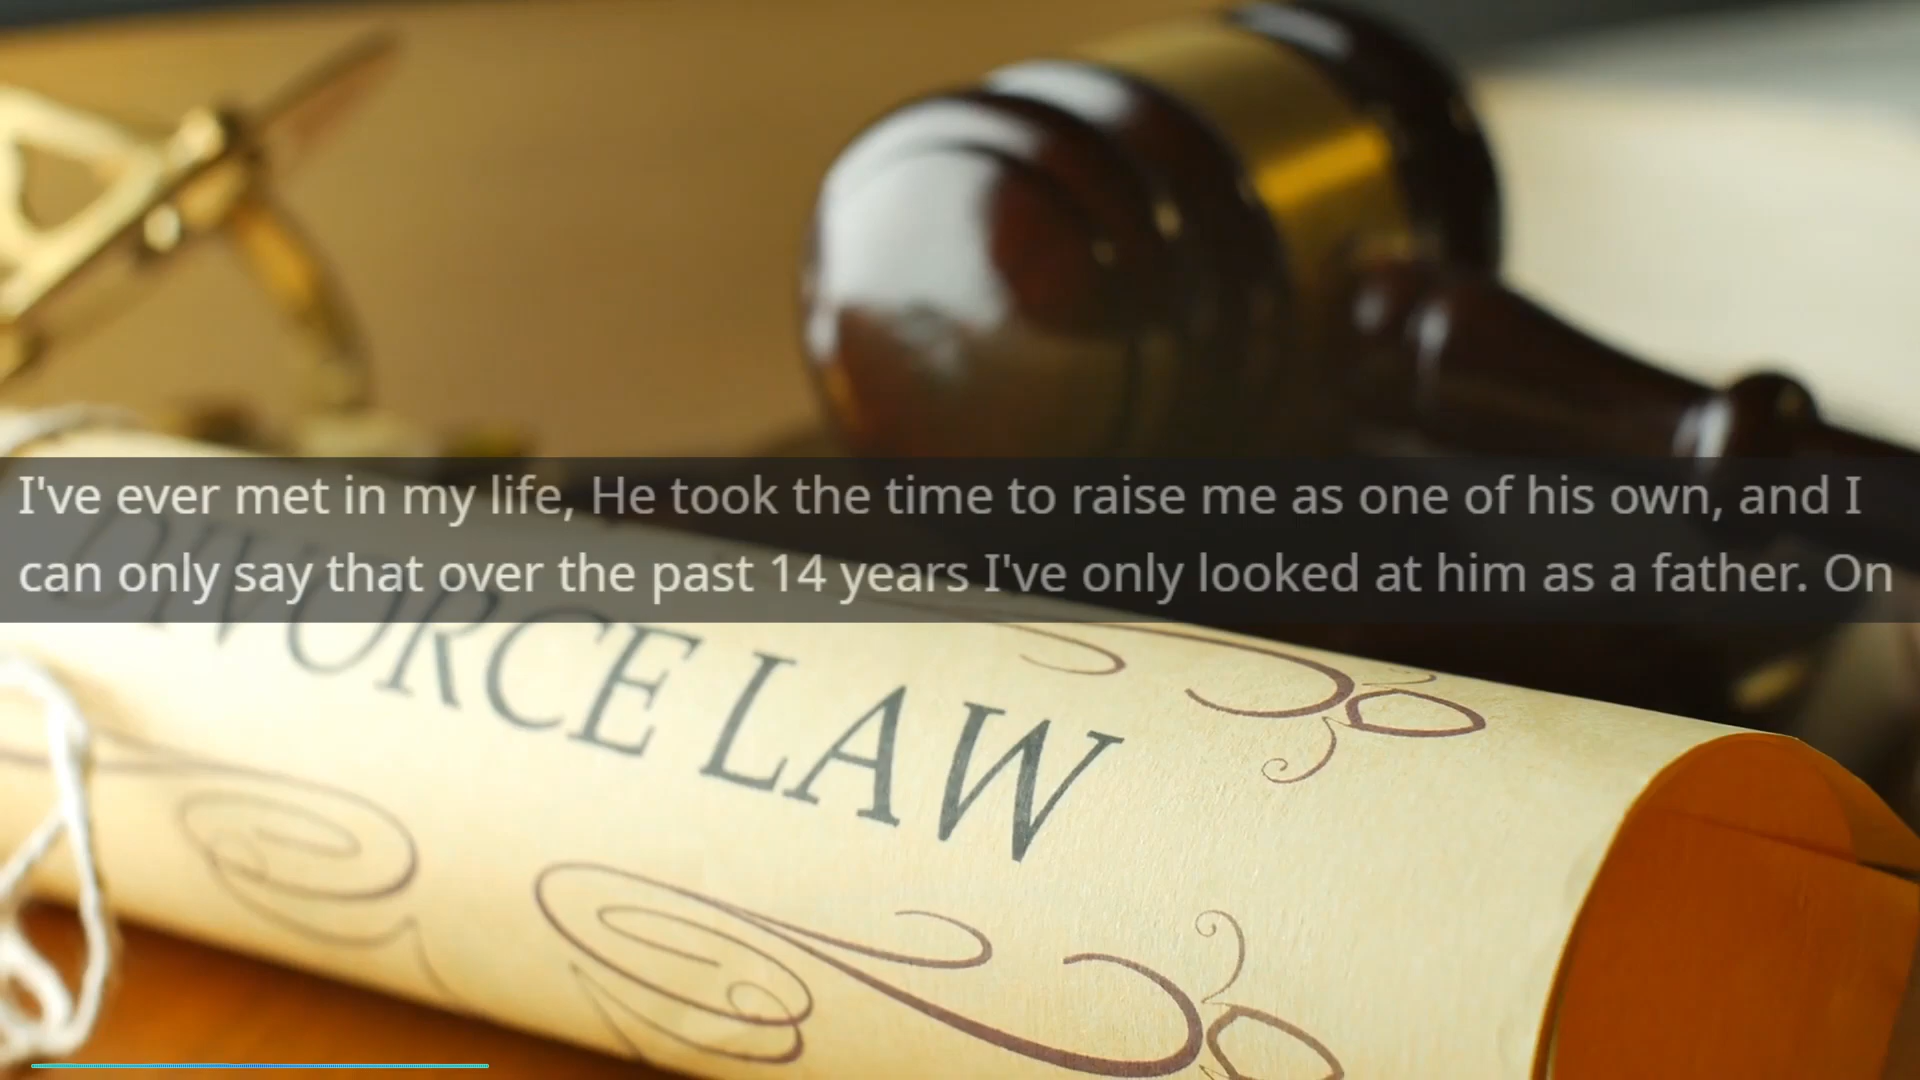 I've ever met in my life, He took the time to raise me as one of his own, and I
can only say that over the past 14 years I've only looked at him as a father. On
DIVORCE LAW